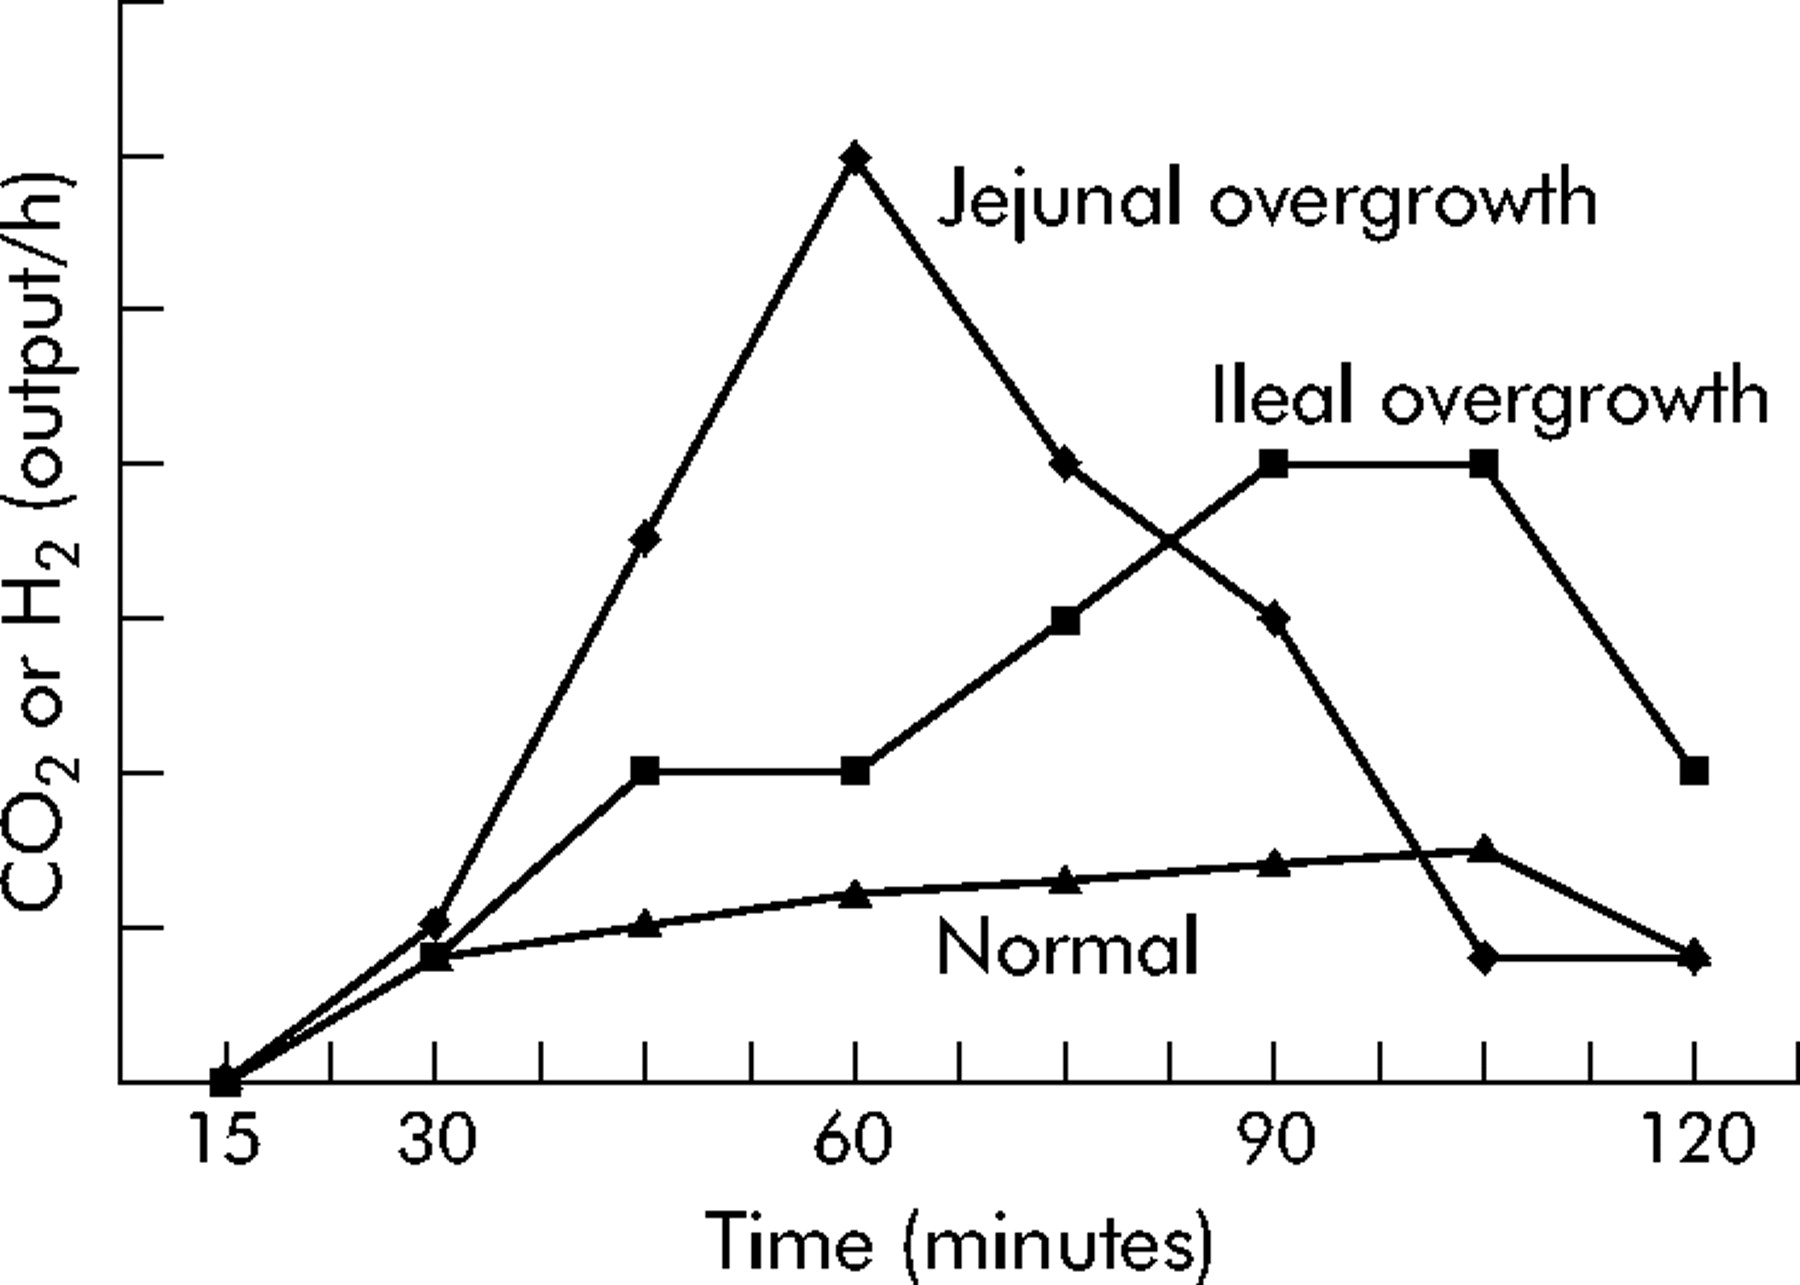 CO₂ or H₂ (output/h)
Jejunal overgrowth
Ileal overgrowth
Normal
15 30 60 90 120
Time (minutes)